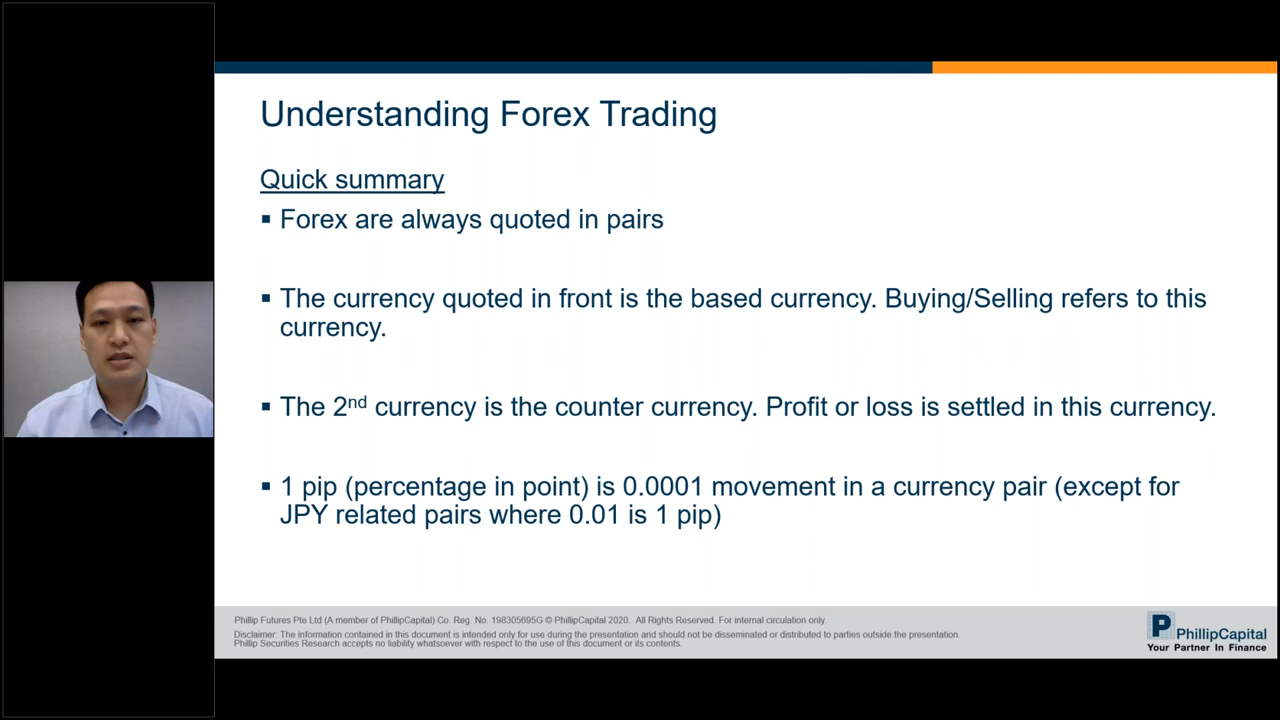 Understanding Forex Trading
Quick summary
▪ Forex are always quoted in pairs
▪ The currency quoted in front is the based currency. Buying/Selling refers to this
currency.
▪ The 2nd currency is the counter currency. Profit or loss is settled in this currency.
▪ 1 pip (percentage in point) is 0.0001 movement in a currency pair (except for
JPY related pairs where 0.01 is 1 pip)
Phillip Futures Pte Ltd (A member of PhillipCapital) Co. Reg. No. 198305695G © PhillipCapital 2020. All Rights Reserved. For internal circulation only.
Disclaimer: The information contained in this document is intended only for use during the presentation and should not be disseminated or distributed to parties outside the presentation.
Phillip Securities Research accepts no liability whatsoever with respect to the use of this document or its contents.
P PhillipCapital
Your Partner In Finance